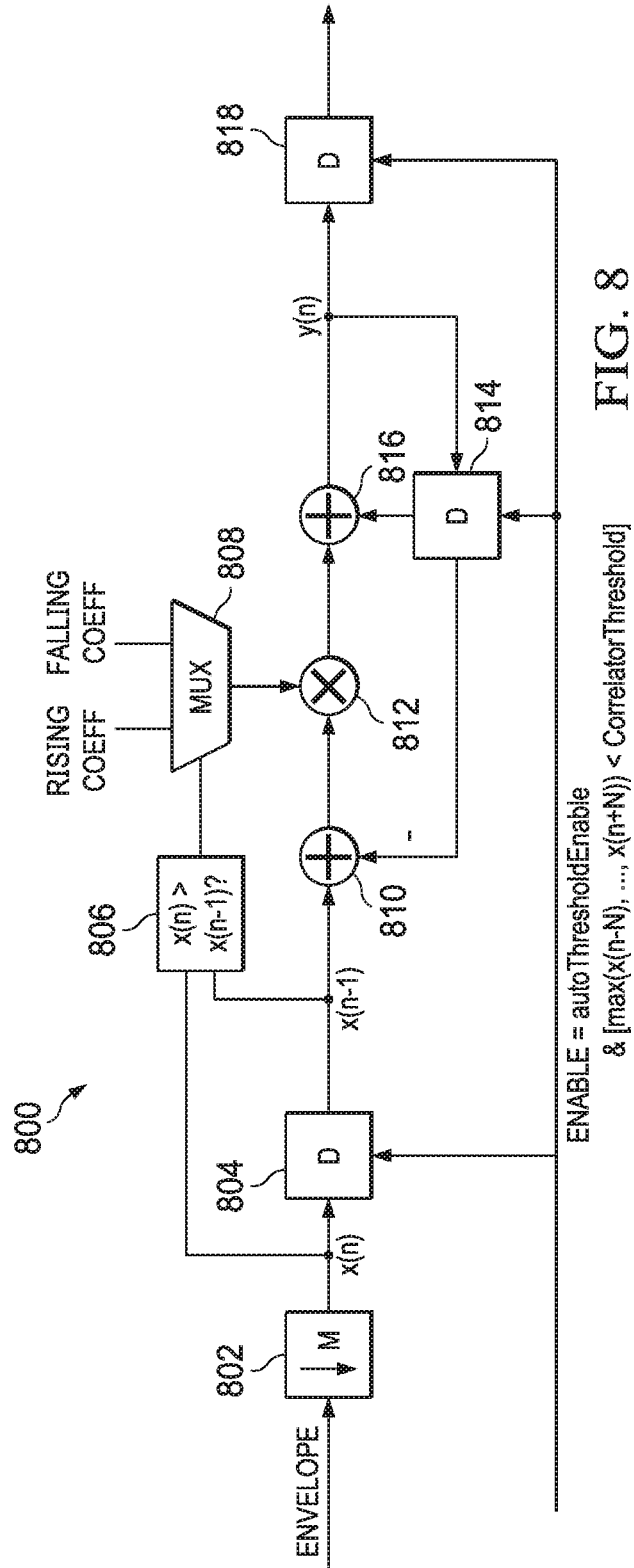 800
ENVELOPE
802
M
x(n)
804
D
x(n-1)
806
x(n) >
x(n-1)?
RISING
COEFF
FALLING
COEFF
MUX
808
810
-
812
816
y(n)
D
814
818
D
ENABLE = autoThresholdEnable
& [max(x(n-N), ..., x(n+N)) < CorrelatorThreshold]
FIG. 8